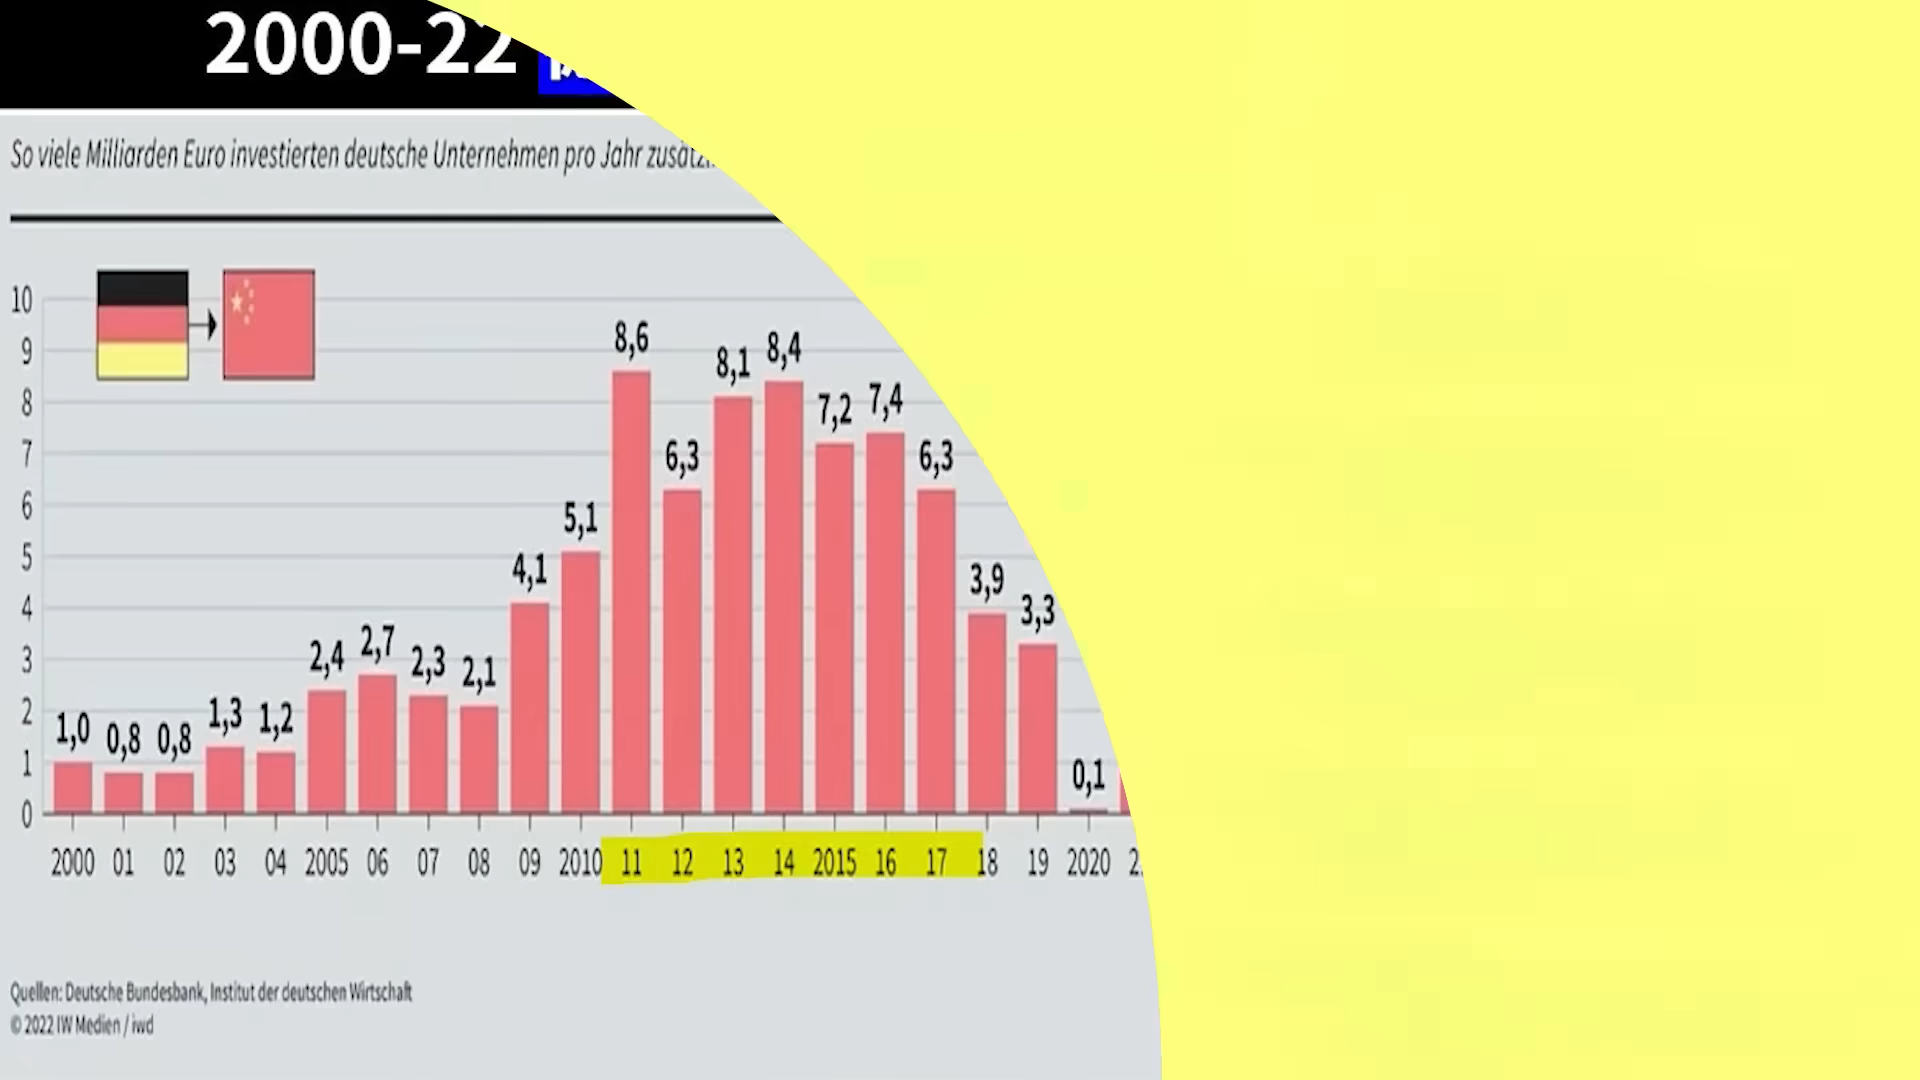 2000-22
So viele Milliarden Euro investierten deutsche Unternehmen pro Jahr
10
9
8
7
6
5
4
3
2
1
0
1,0 0,8 0,8 1,3 1,2 2,4 2,7 2,3 2,1 4,1 5,1 8,6 6,3 8,1 8,4 7,2 7,4 6,3 3,9 3,3 0,1
2000 01 02 03 04 2005 06 07 08 09 2010 11 12 13 14 2015 16 17 18 19 2020
Quellen: Deutsche Bundesbank, Institut der deutschen Wirtschaft
© 2022 IW Medien / iwd